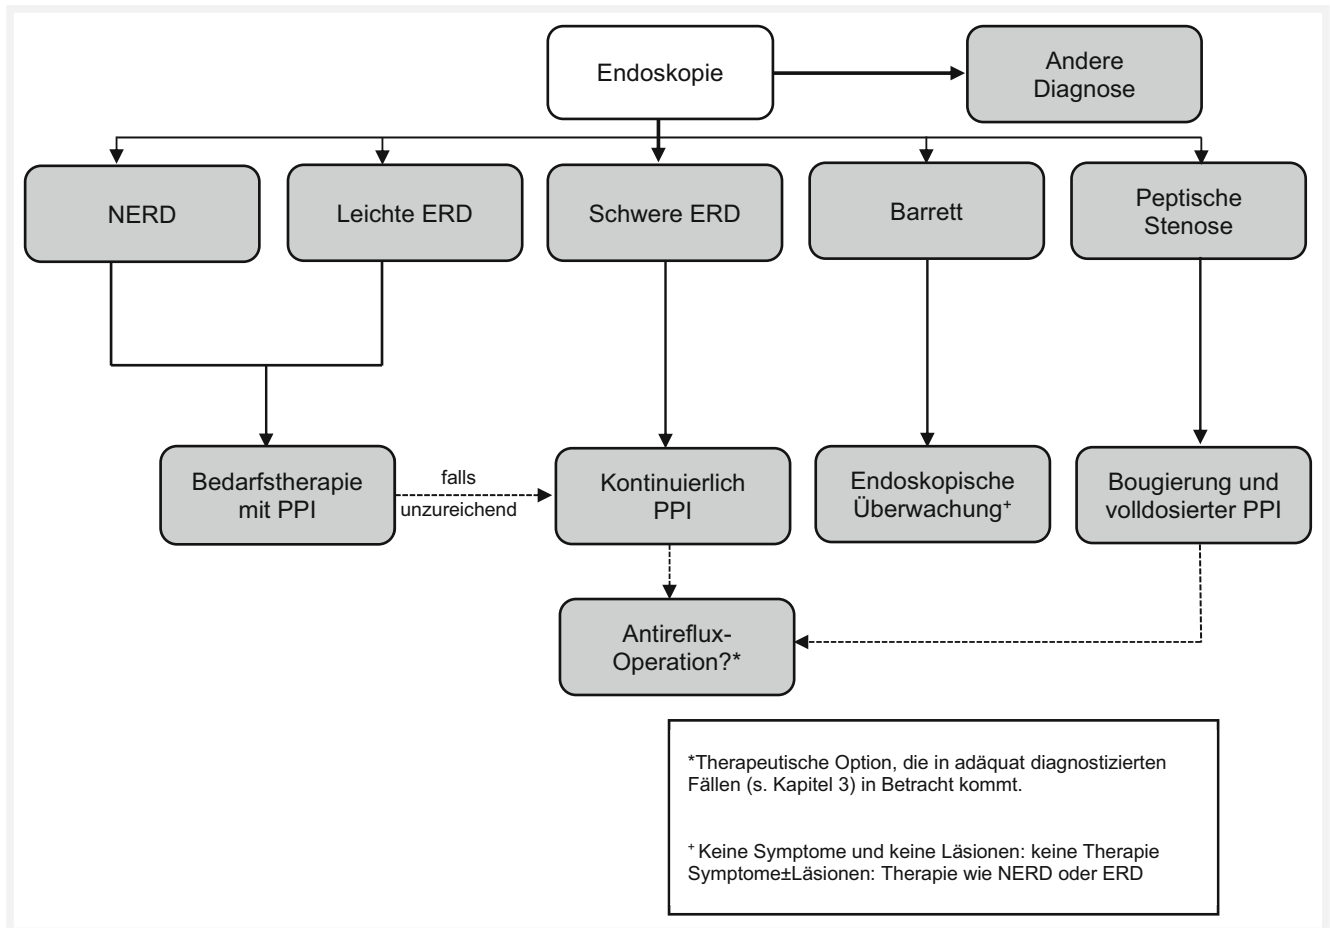 Endoskopie
Andere
Diagnose
NERD
Leichte ERD
Schwere ERD
Barrett
Peptische
Stenose
Bedarfstherapie
mit PPI
falls
unzureichend
Kontinuierlich
PPI
Endoskopische
Überwachung⁺
Bougierung und
volldosierter PPI
Antireflux-
Operation?*
*Therapeutische Option, die in adäquat diagnostizierten
Fällen (s. Kapitel 3) in Betracht kommt.
⁺ Keine Symptome und keine Läsionen: keine Therapie
Symptome±Läsionen: Therapie wie NERD oder ERD